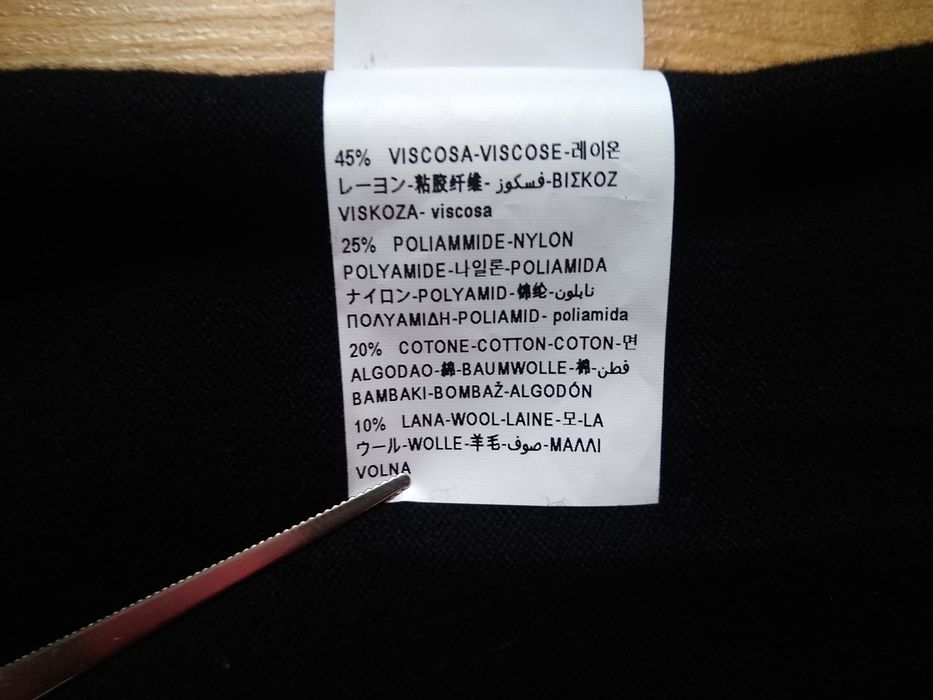 45% VISCOSA-VISCOSE-레이온
レーヨン-粘胶纤维-فسكوز-ΒΙΣΚΟΖ
VISKOZA- viscosa
25% POLIAMMIDE-NYLON
POLYAMIDE-나일론-POLIAMIDA
ナイロン-POLYAMID-锦纶-نايلون
ΠΟΛΥΑΜΙΔΗ-POLIAMID- poliamida
20% COTONE-COTTON-COTON-면
ALGODAO-綿-BAUMWOLLE-棉-قطن
BAMBAKI-BOMBAŽ-ALGODÓN
10% LANA-WOOL-LAINE-모-LA
ウール-WOLLE-羊毛-صوف-ΜΑΛΛΙ
VOLNA